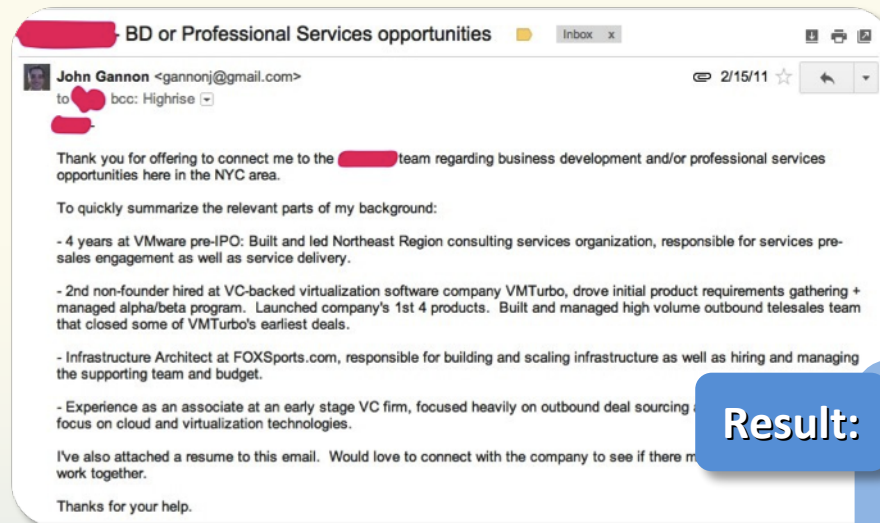 - BD or Professional Services opportunities Inbox x
John Gannon <gannonj@gmail.com> 2/15/11
to bcc: Highrise
-
Thank you for offering to connect me to the team regarding business development and/or professional services
opportunities here in the NYC area.
To quickly summarize the relevant parts of my background:
- 4 years at VMware pre-IPO: Built and led Northeast Region consulting services organization, responsible for services pre-
sales engagement as well as service delivery.
- 2nd non-founder hired at VC-backed virtualization software company VMTurbo, drove initial product requirements gathering +
managed alpha/beta program. Launched company's 1st 4 products. Built and managed high volume outbound telesales team
that closed some of VMTurbo's earliest deals.
- Infrastructure Architect at FOXSports.com, responsible for building and scaling infrastructure as well as hiring and managing
the supporting team and budget.
- Experience as an associate at an early stage VC firm, focused heavily on outbound deal sourcing
focus on cloud and virtualization technologies.
Result:
I've also attached a resume to this email. Would love to connect with the company to see if there
work together.
Thanks for your help.